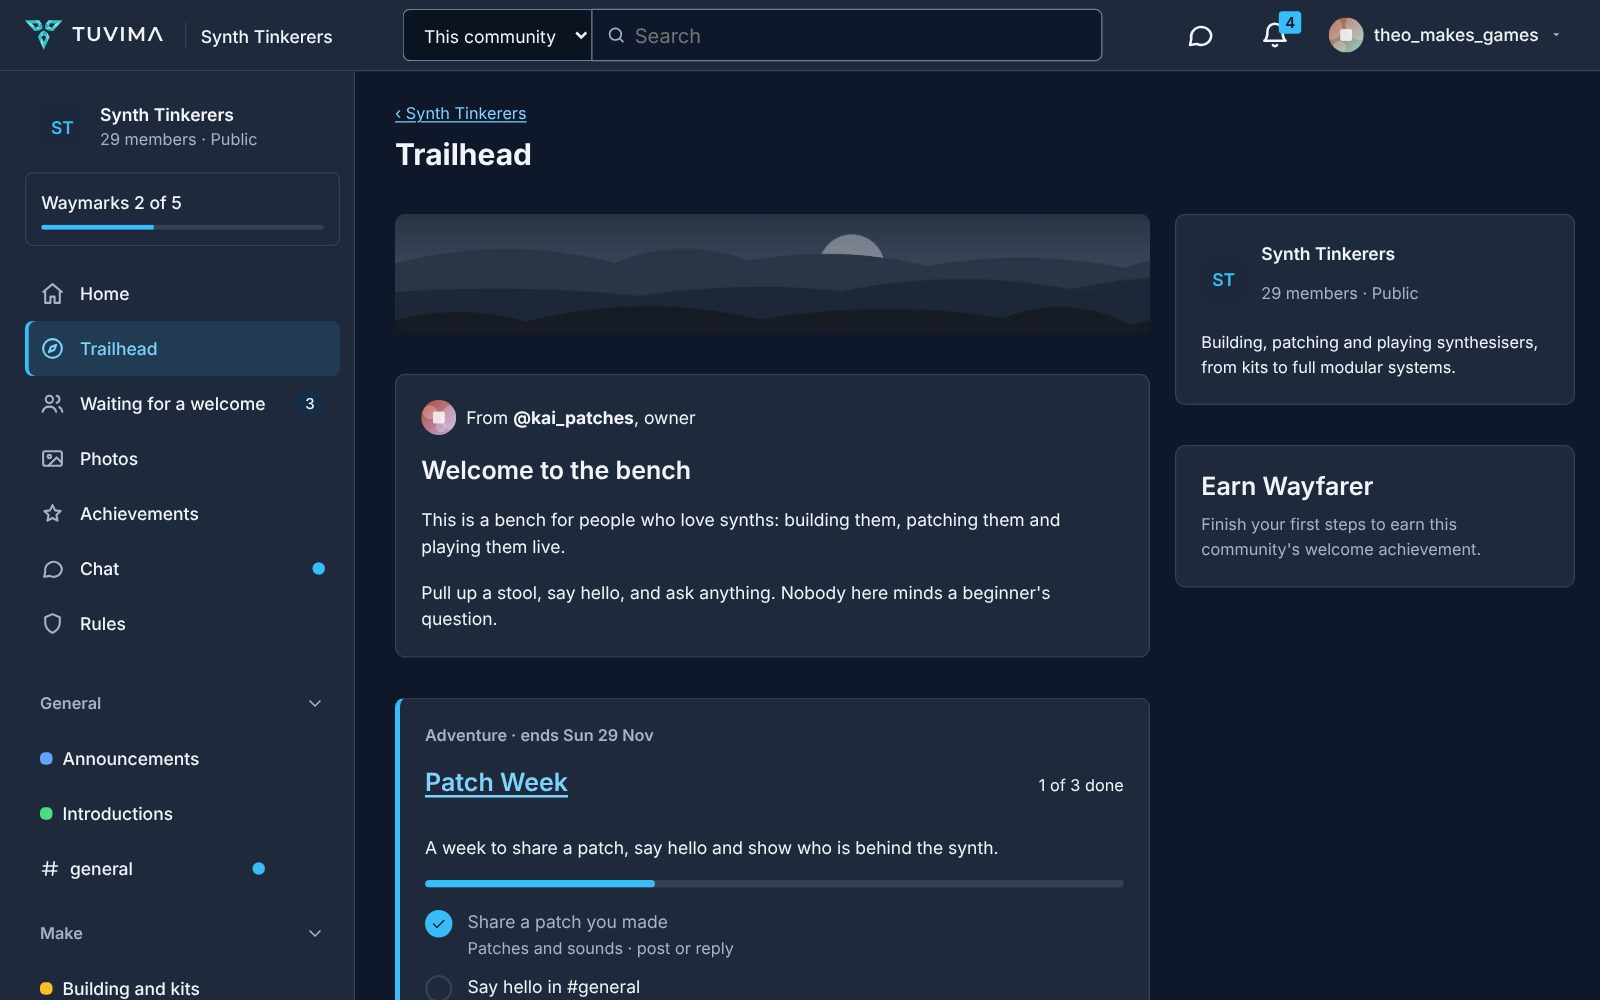 TUVIMA
Synth Tinkerers
This community
Search
4
theo_makes_games
ST
Synth Tinkerers
29 members · Public
Waymarks 2 of 5
Home
Trailhead
Waiting for a welcome
3
Photos
Achievements
Chat
Rules
General
Announcements
Introductions
# general
Make
Building and kits
‹ Synth Tinkerers
Trailhead
From @kai_patches, owner
Welcome to the bench
This is a bench for people who love synths: building them, patching them and
playing them live.
Pull up a stool, say hello, and ask anything. Nobody here minds a beginner's
question.
Adventure · ends Sun 29 Nov
Patch Week
1 of 3 done
A week to share a patch, say hello and show who is behind the synth.
Share a patch you made
Patches and sounds · post or reply
Say hello in #general
ST
Synth Tinkerers
29 members · Public
Building, patching and playing synthesisers,
from kits to full modular systems.
Earn Wayfarer
Finish your first steps to earn this
community's welcome achievement.